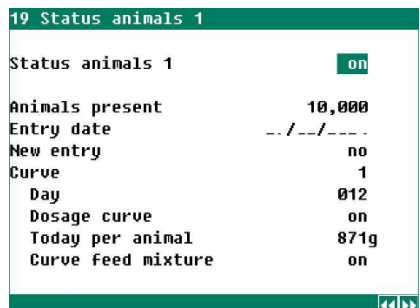 19 Status animals 1
Status animals 1 on
Animals present 10,000
Entry date _._/__/___.
New entry no
Curve 1
Day 012
Dosage curve on
Today per animal 871g
Curve feed mixture on